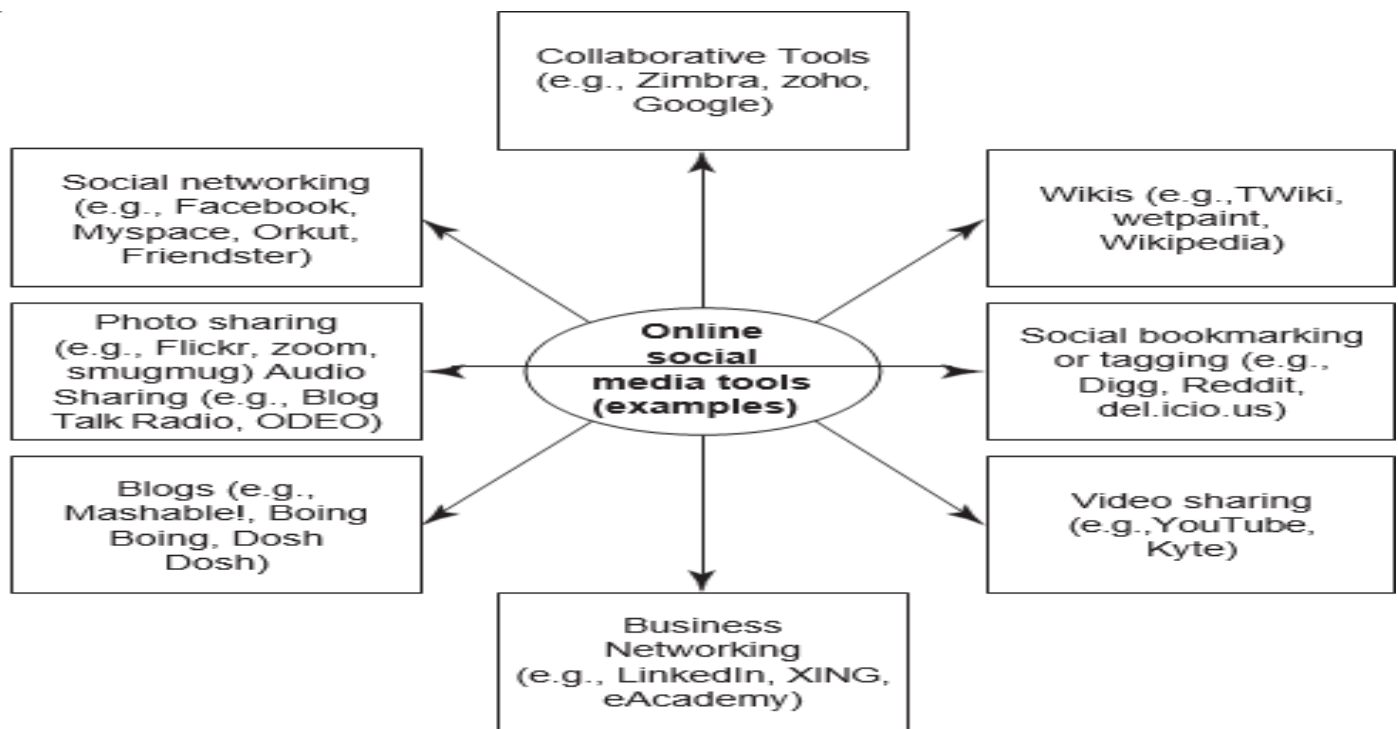 Collaborative Tools
(e.g., Zimbra, zoho,
Google)
Social networking
(e.g., Facebook,
Myspace, Orkut,
Friendster)
Wikis (e.g.,TWiki,
wetpaint,
Wikipedia)
Photo sharing
(e.g., Flickr, zoom,
smugmug) Audio
Sharing (e.g., Blog
Talk Radio, ODEO)
Online
social
media tools
(examples)
Social bookmarking
or tagging (e.g.,
Digg, Reddit,
del.icio.us)
Blogs (e.g.,
Mashable!, Boing
Boing, Dosh
Dosh)
Video sharing
(e.g.,YouTube,
Kyte)
Business
Networking
(e.g., LinkedIn, XING,
eAcademy)